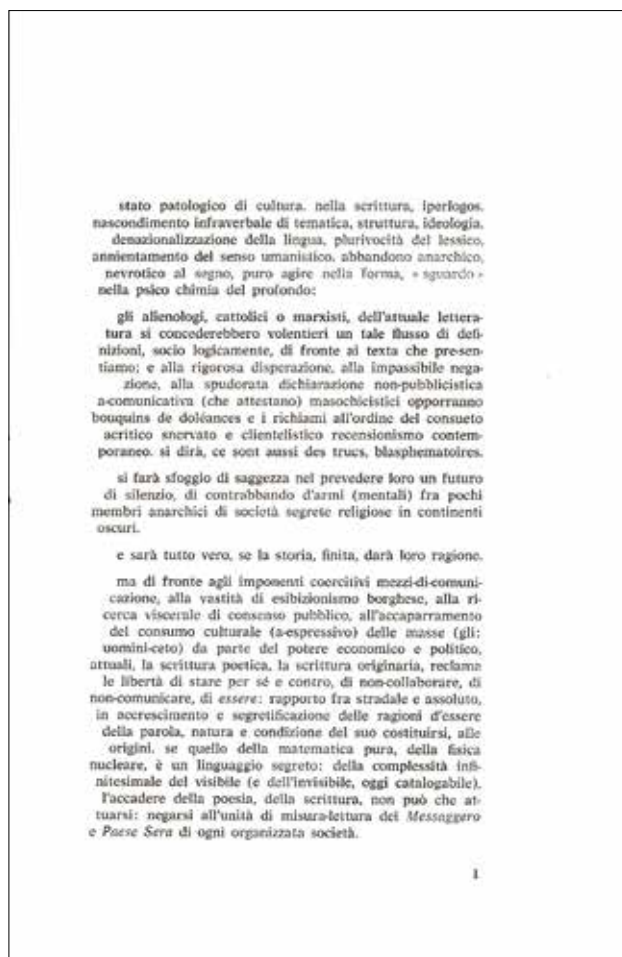 stato patologico di cultura. nella scrittura, iperlogos.
nascondimento infraverbale di tematica, struttura, ideologia.
denazionalizzazione della lingua, plurivocità del lessico,
annientamento del senso umanistico. abbandono anarchico,
nevrotico al segno, puro agire nella forma, « sguardo »
nella psico chimia del profondo:
gli alienologi, cattolici o marxisti, dell'attuale lettera-
tura si concederebbero volentieri un tale flusso di defi-
nizioni, socio logicamente, di fronte ai texta che pre-sen-
tiamo; e alla rigorosa disperazione, alla impassibile nega-
zione, alla spudorata dichiarazione non-pubblicistica
a-comunicativa (che attestano) masochicistici opporranno
bouquins de doléances e i richiami all'ordine del consueto
acritico snervato e clientelistico recensionismo contem-
poraneo. si dirà, ce sont aussi des trucs, blasphematoires.
si farà sfoggio di saggezza nel prevedere loro un futuro
di silenzio, di contrabbando d'armi (mentali) fra pochi
membri anarchici di società segrete religiose in continenti
oscuri.
e sarà tutto vero, se la storia, finita, darà loro ragione.
ma di fronte agli imponenti coercitivi mezzi-di-comuni-
cazione, alla vastità di esibizionismo borghese, alla ri-
cerca viscerale di consenso pubblico, all'accaparramento
del consumo culturale (a-espressivo) delle masse (gli:
uomini-ceto) da parte del potere economico e politico,
attuali, la scrittura poetica, la scrittura originaria, reclama
le libertà di stare per sé e contro, di non-collaborare, di
non-comunicare, di essere: rapporto fra stradale e assoluto,
in accrescimento e segretificazione delle ragioni d'essere
della parola, natura e condizione del suo costituirsi, alle
origini. se quello della matematica pura, della fisica
nucleare, è un linguaggio segreto: della complessità infi-
nitesimale del visibile (e dell'invisibile, oggi catalogabile),
l'accadere della poesia, della scrittura, non può che at-
tuarsi: negarsi all'unità di misura-lettura del Messaggero
e Paese Sera di ogni organizzata società.
1